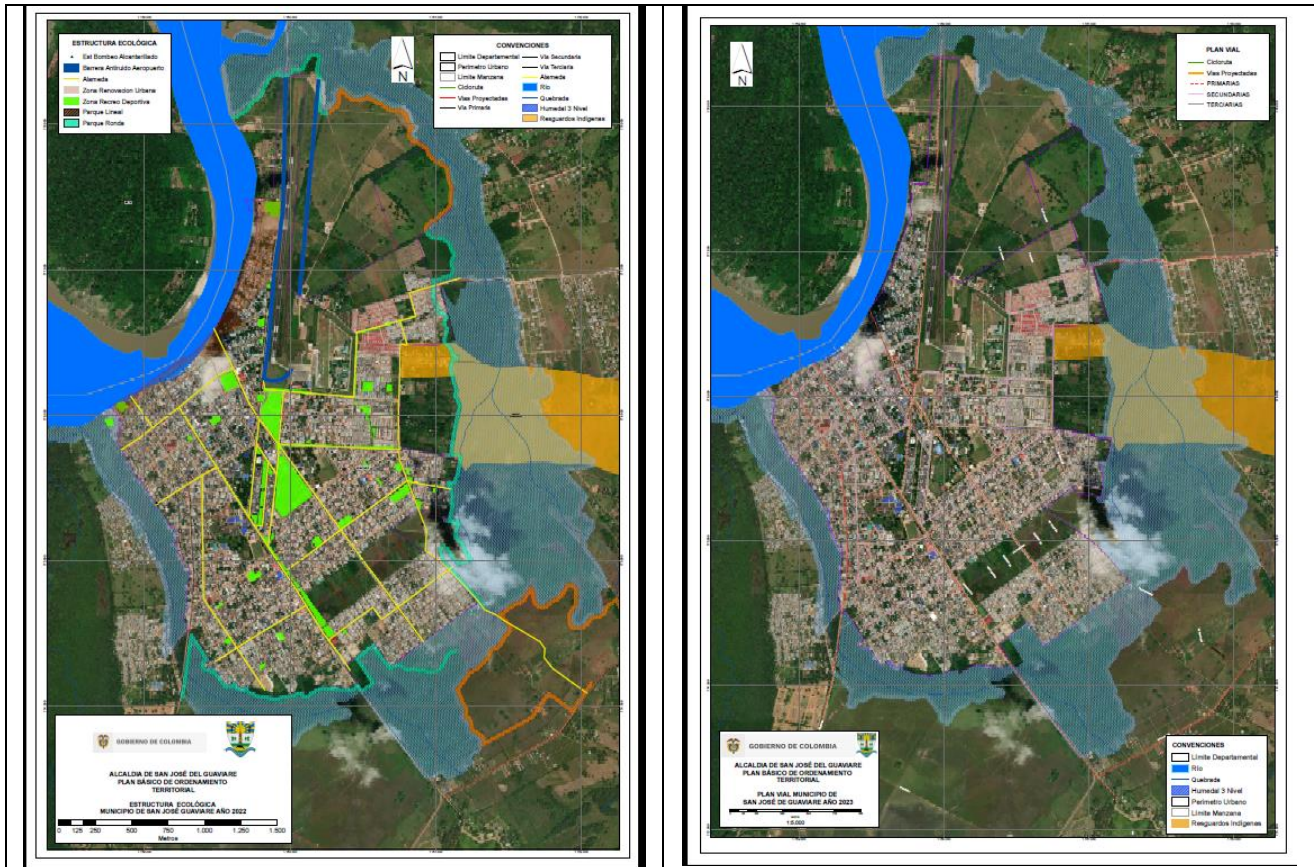 ESTRUCTURA ECOLÓGICA
Est Bombeo Alcantarillado
Barrera Antiruido Aeropuerto
Alameda
Zona Renovacion Urbana
Zona Recreo Deportiva
Parque Lineal
Parque Ronda
N
CONVENCIONES
Limite Departamental
Perimetro Urbano
Limite Manzana
Cicloruta
Vias Proyectadas
Via Primaria
Via Secundaria
Via Terciaria
Alameda
Río
Quebrada
Humedal 3 Nivel
Resguardos Indigenas
GOBIERNO DE COLOMBIA
ALCALDIA DE SAN JOSÉ DEL GUAVIARE
PLAN BÁSICO DE ORDENAMIENTO
TERRITORIAL
ESTRUCTURA ECOLÓGICA
MUNICIPIO DE SAN JOSÉ GUAVIARE AÑO 2022
0 125 250 500 750 1.000 1.250 1.500
Metros
N
PLAN VIAL
Cicloruta
Vias Proyectadas
PRIMARIAS
SECUNDARIAS
TERCIARIAS
GOBIERNO DE COLOMBIA
ALCALDIA DE SAN JOSÉ DEL GUAVIARE
PLAN BÁSICO DE ORDENAMIENTO
TERRITORIAL
PLAN VIAL MUNICIPIO DE
SAN JOSÉ DE GUAVIARE AÑO 2023
1:5.000
CONVENCIONES
Limite Departamental
Río
Quebrada
Humedal 3 Nivel
Perimetro Urbano
Limite Manzana
Resguardos Indigenas